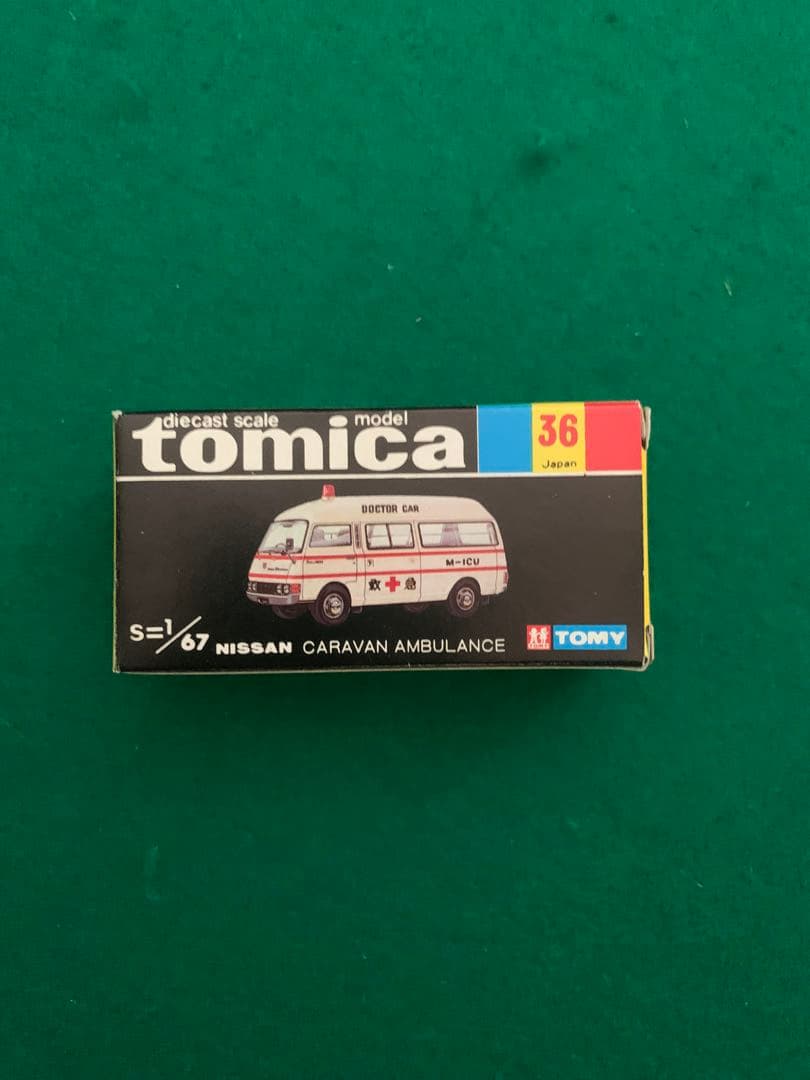 diecast scale model
tomica
36
Japan
DOCTOR CAR
M-ICU
救 急
S=1/67 NISSAN CARAVAN AMBULANCE
TOMY